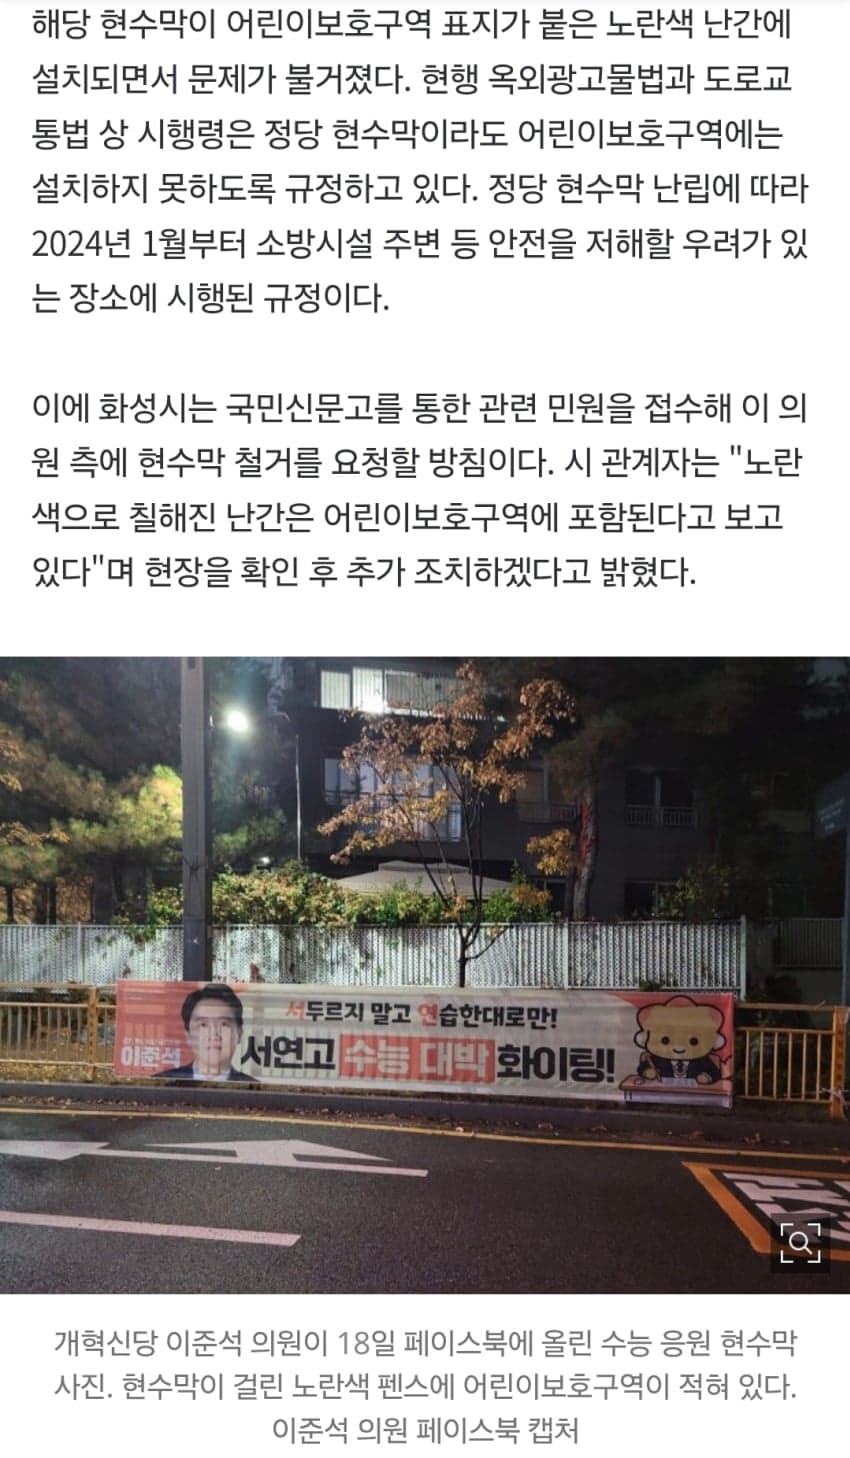 해당 현수막이 어린이보호구역 표지가 붙은 노란색 난간에
설치되면서 문제가 불거졌다. 현행 옥외광고물법과 도로교
통법 상 시행령은 정당 현수막이라도 어린이보호구역에는
설치하지 못하도록 규정하고 있다. 정당 현수막 난립에 따라
2024년 1월부터 소방시설 주변 등 안전을 저해할 우려가 있
는 장소에 시행된 규정이다.
이에 화성시는 국민신문고를 통한 관련 민원을 접수해 이 의
원 측에 현수막 철거를 요청할 방침이다. 시 관계자는 "노란
색으로 칠해진 난간은 어린이보호구역에 포함된다고 보고
있다"며 현장을 확인 후 추가 조치하겠다고 밝혔다.
서두르지 말고 연습한대로만!
이준석
서연고 수능 대박 화이팅!
개혁신당 이준석 의원이 18일 페이스북에 올린 수능 응원 현수막
사진. 현수막이 걸린 노란색 펜스에 어린이보호구역이 적혀 있다.
이준석 의원 페이스북 캡처